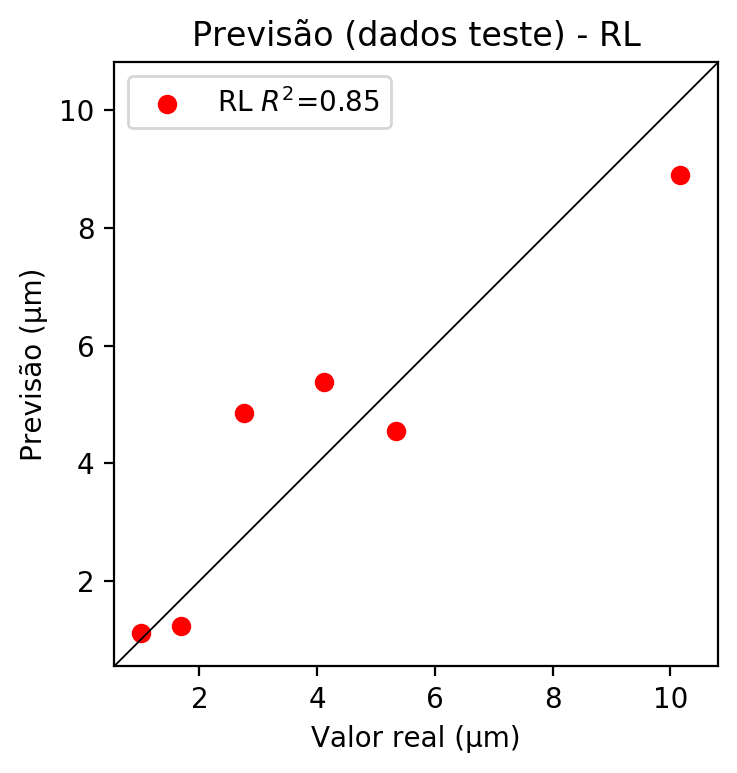 Previsão (dados teste) - RL
RL R²=0.85
10
8
6
4
2
Previsão (µm)
2 4 6 8 10
Valor real (µm)